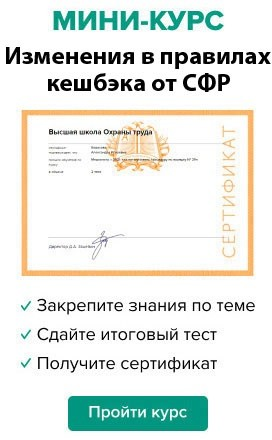 МИНИ-КУРС
Изменения в правилах
кешбэка от СФР
Высшая школа Охраны труда
СЕРТИФИКАТ
Директор Д.А.
Закрепите знания по теме
Сдайте итоговый тест
Получите сертификат
Пройти курс